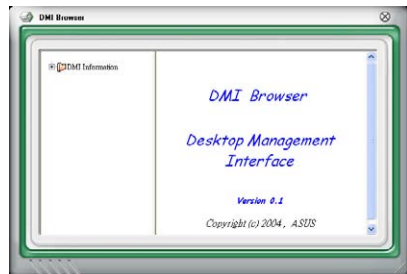 DMI Browser
DMI Information
DMI Browser
Desktop Management
Interface
Version 0.1
Copyright (c) 2004, ASUS